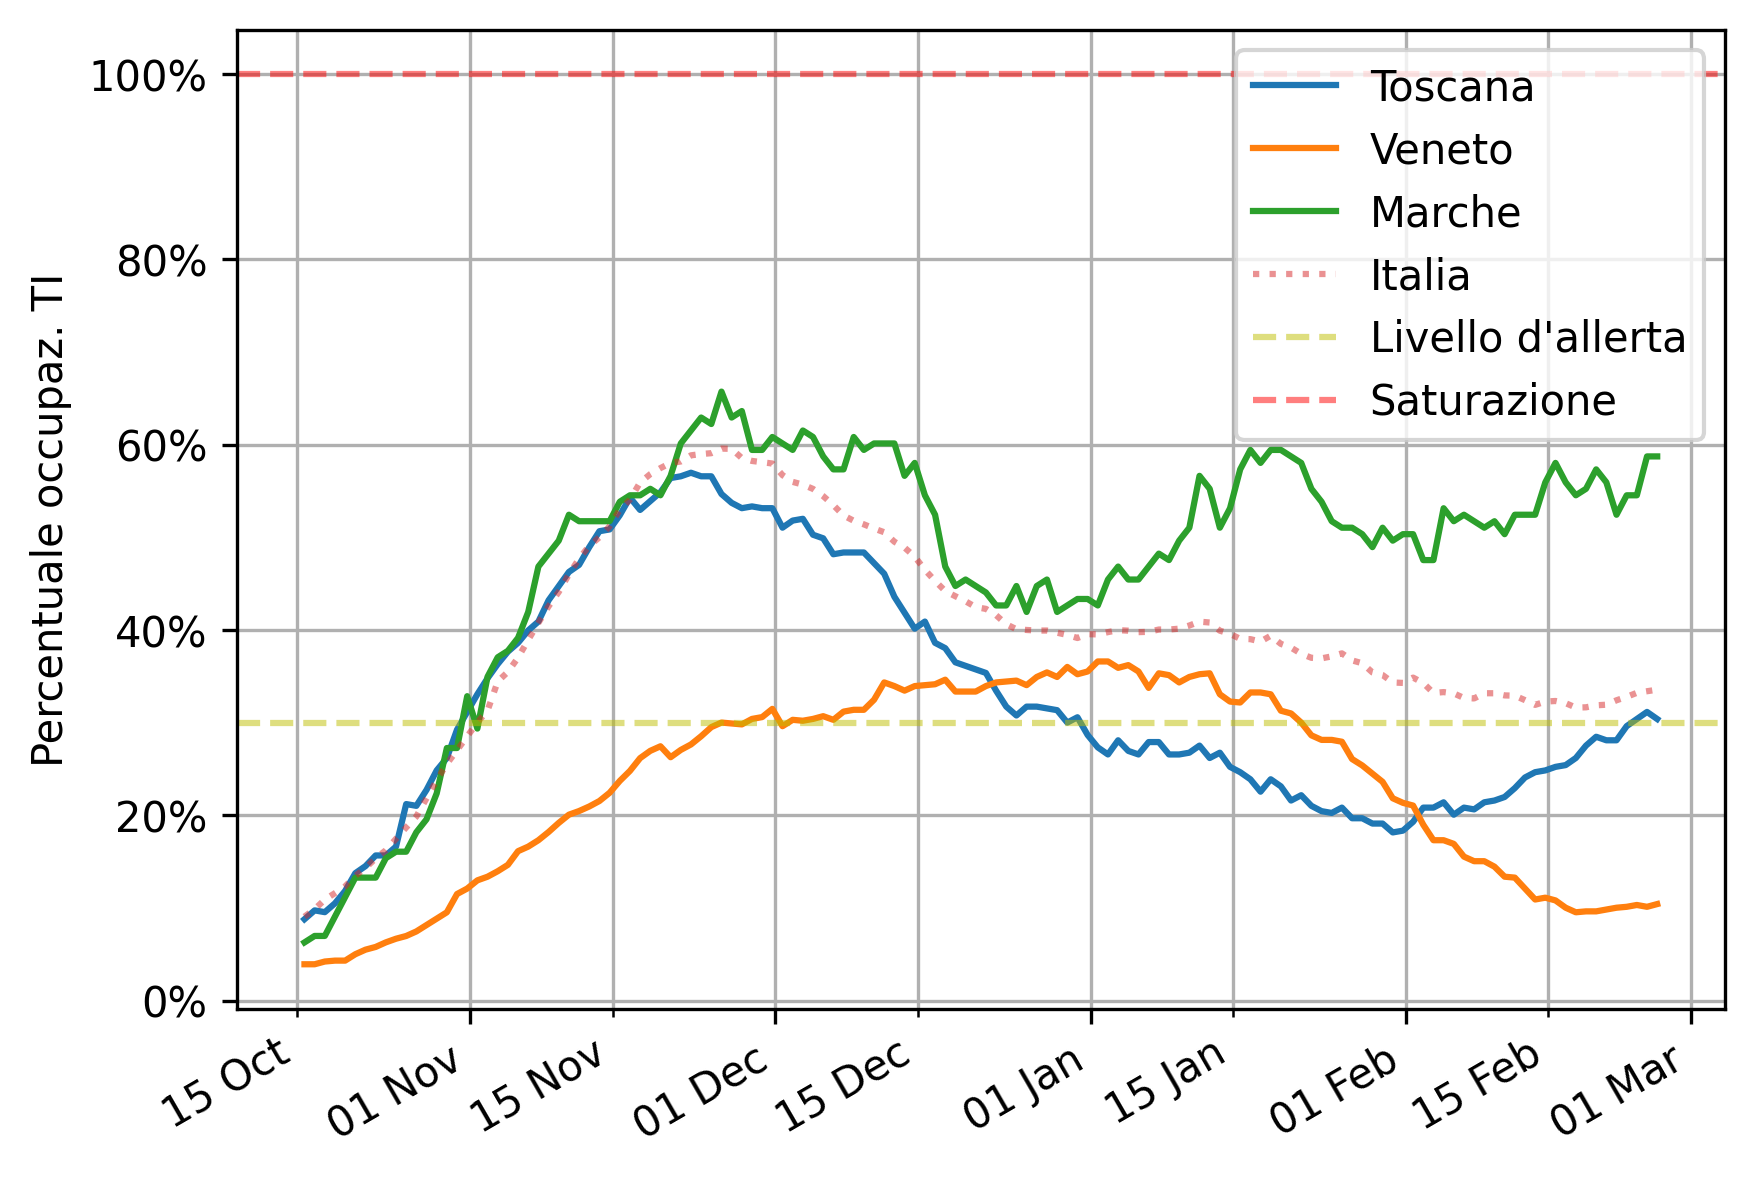 Percentuale occupaz. TI
100%
80%
60%
40%
20%
0%
15 Oct
01 Nov
15 Nov
01 Dec
15 Dec
01 Jan
15 Jan
01 Feb
15 Feb
01 Mar
Toscana
Veneto
Marche
Italia
Livello d'allerta
Saturazione